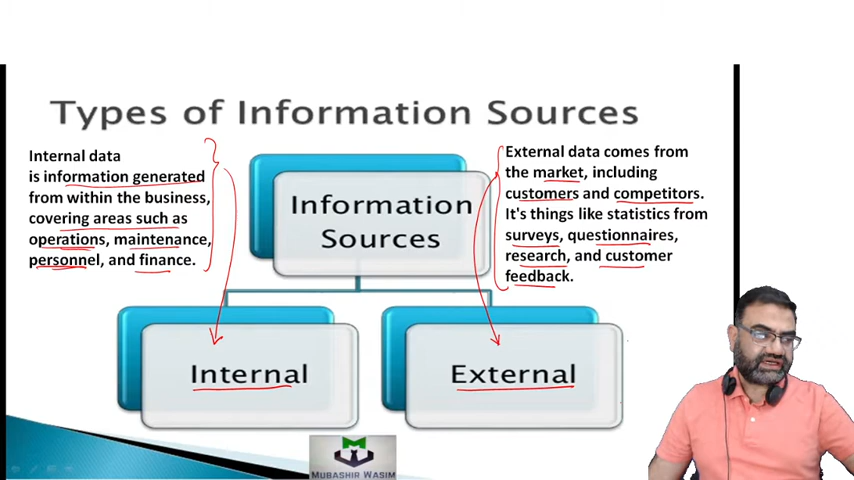 Types of Information Sources
Internal data
is information generated
from within the business,
covering areas such as
operations, maintenance,
personnel, and finance.
External data comes from
the market, including
customers and competitors.
It's things like statistics from
surveys, questionnaires,
research, and customer
feedback.
Information
Sources
Internal
External
MUBASHIR WASIM